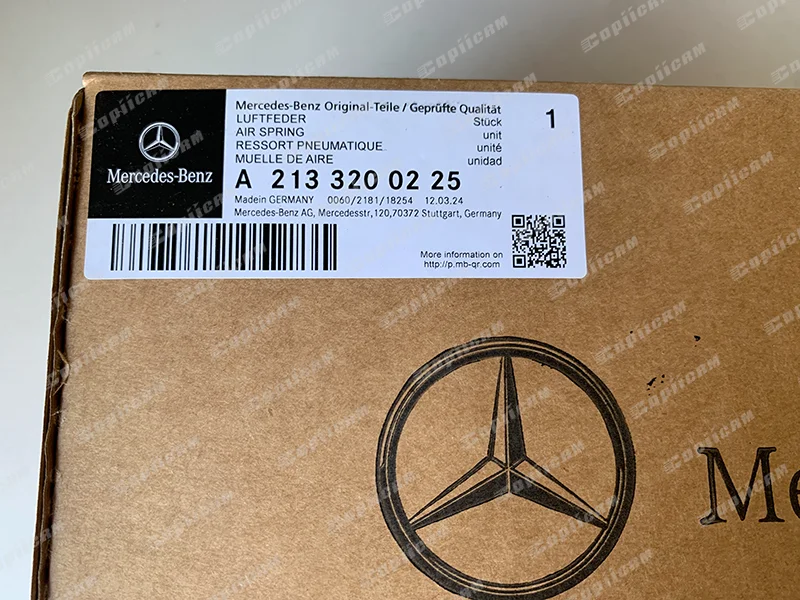 Mercedes-Benz Original-Teile / Geprüfte Qualität
LUFTFEDER Stück 1
AIR SPRING unit
RESSORT PNEUMATIQUE unité
MUELLE DE AIRE unidad
Mercedes-Benz
A 213 320 02 25
Madein GERMANY 0060/2181/18254 12.03.24
Mercedes-Benz AG, Mercedesstr,120,70372 Stuttgart, Germany
More information on
http://p.mb-qr.com
Me
Copiicam